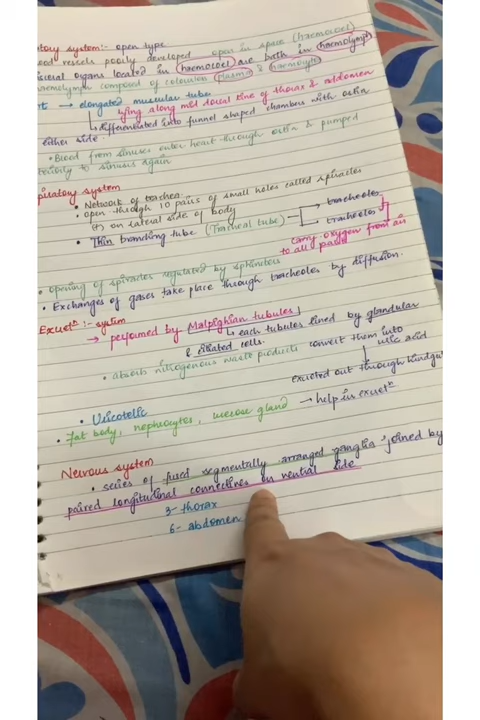 atory system:- open type
ood vessels poorly developed open in space (haemocoel)
isceral organs located in haemocoel are bath in haemolymph
haemolymph composed of colourless plasma & haemocytes
rt → elongated muscular tube
lying along mid dorsal line of thorax & abdomen
↳ differentiated into funnel shaped chambers with ostia
either side.
• Blood from sinuses enter heart through ostia & pumped
to sinuses again
piratory system
• Network of trachea
• open through 10 pairs of small holes called spiracles
(P) on lateral side of body
• Thin branching tube (Tracheal tube) → tracheoles
→ tracheoles
carry oxygen from air
to all parts
• opening of spiracles regulated by sphincters
• Exchanges of gases take place through tracheoles by diffusion.
Excretn :- system
→ performed by Malpighian tubules
↳ each tubules lined by glandular
& ciliated cells.
• absorb nitrogenous waste products convert them into
uric acid
↓
excreted out through hindgut
• Uricotelic
• Fat body, nephrocytes, urecose gland → help in excretn
Nervous system
• series of fused segmentally arranged ganglia joined by
paired longitudinal connectives on ventral side
3- thorax
6- abdomen